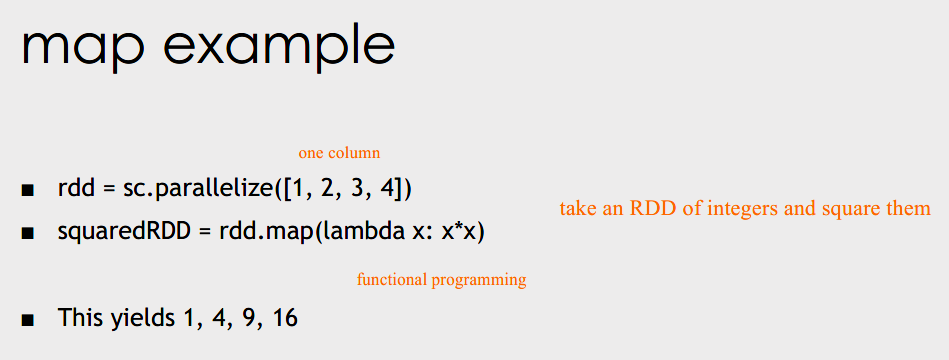 map example
one column
▪ rdd = sc.parallelize([1, 2, 3, 4])
take an RDD of integers and square them
▪ squaredRDD = rdd.map(lambda x: x*x)
functional programming
▪ This yields 1, 4, 9, 16